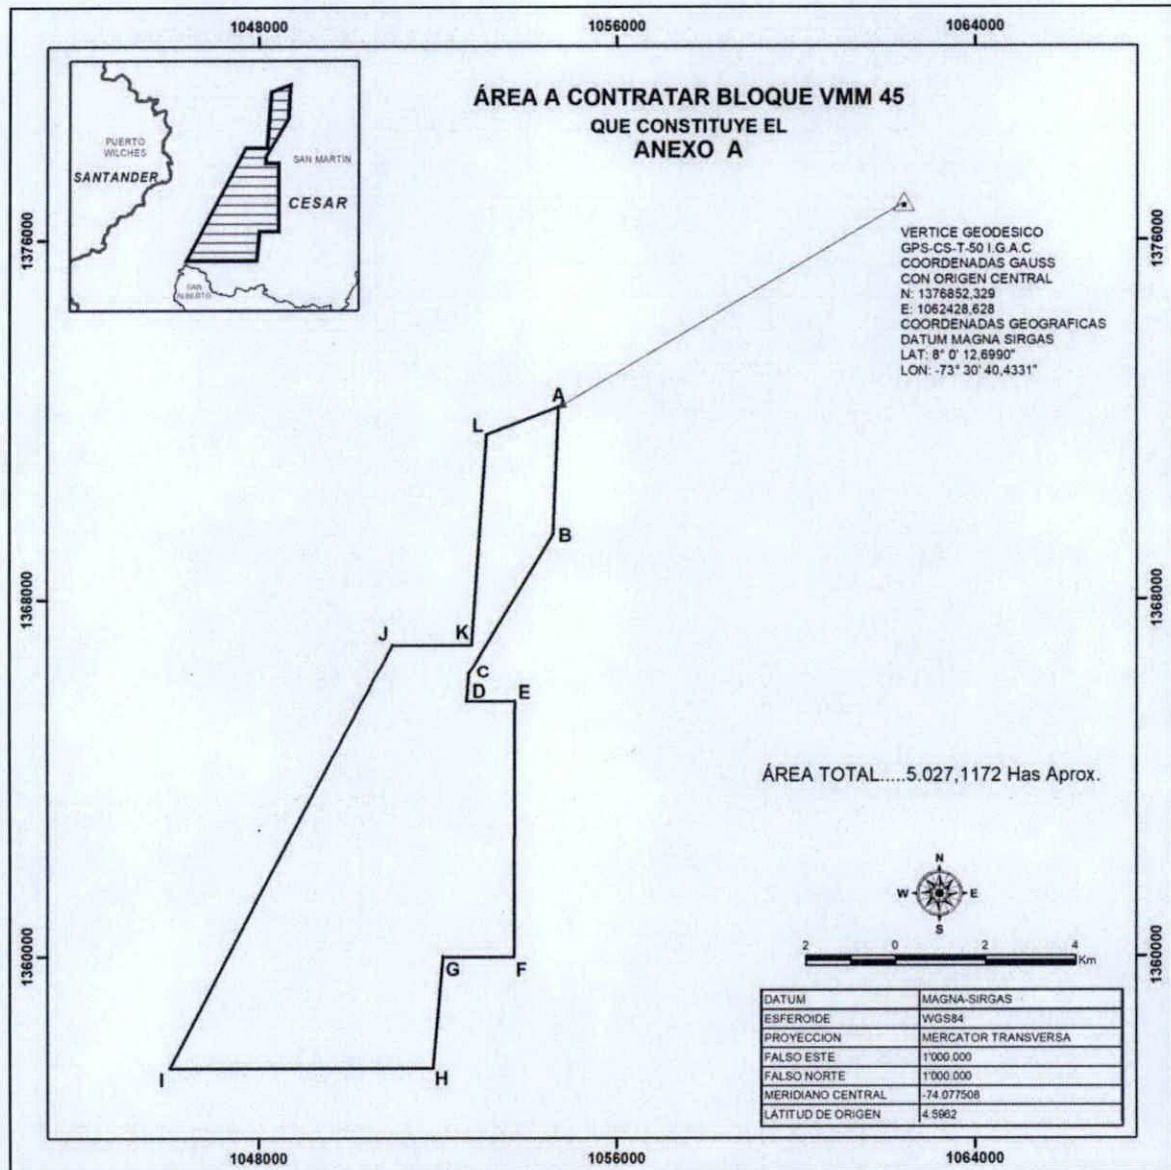 1048000
1056000
1064000
ÁREA A CONTRATAR BLOQUE VMM 45
QUE CONSTITUYE EL
ANEXO A
PUERTO
WILCHES
SANTANDER
SAN MARTÍN
CESAR
SAN
ALBERTO
1376000
1376000
VERTICE GEODESICO
GPS-CS-T-50 I.G.A.C
COORDENADAS GAUSS
CON ORIGEN CENTRAL
N: 1376852,329
E: 1062428,628
COORDENADAS GEOGRAFICAS
DATUM MAGNA SIRGAS
LAT: 8° 0' 12,6990"
LON: -73° 30' 40,4331"
A
L
B
1368000
1368000
J
K
C
D
E
ÁREA TOTAL.....5.027,1172 Has Aprox.
N
W
E
S
2
0
2
4
Km
1360000
1360000
G
F
I
H
DATUM MAGNA-SIRGAS
ESFEROIDE WGS84
PROYECCION MERCATOR TRANSVERSA
FALSO ESTE 1'000.000
FALSO NORTE 1'000.000
MERIDIANO CENTRAL -74.077508
LATITUD DE ORIGEN 4.5962
1048000
1056000
1064000